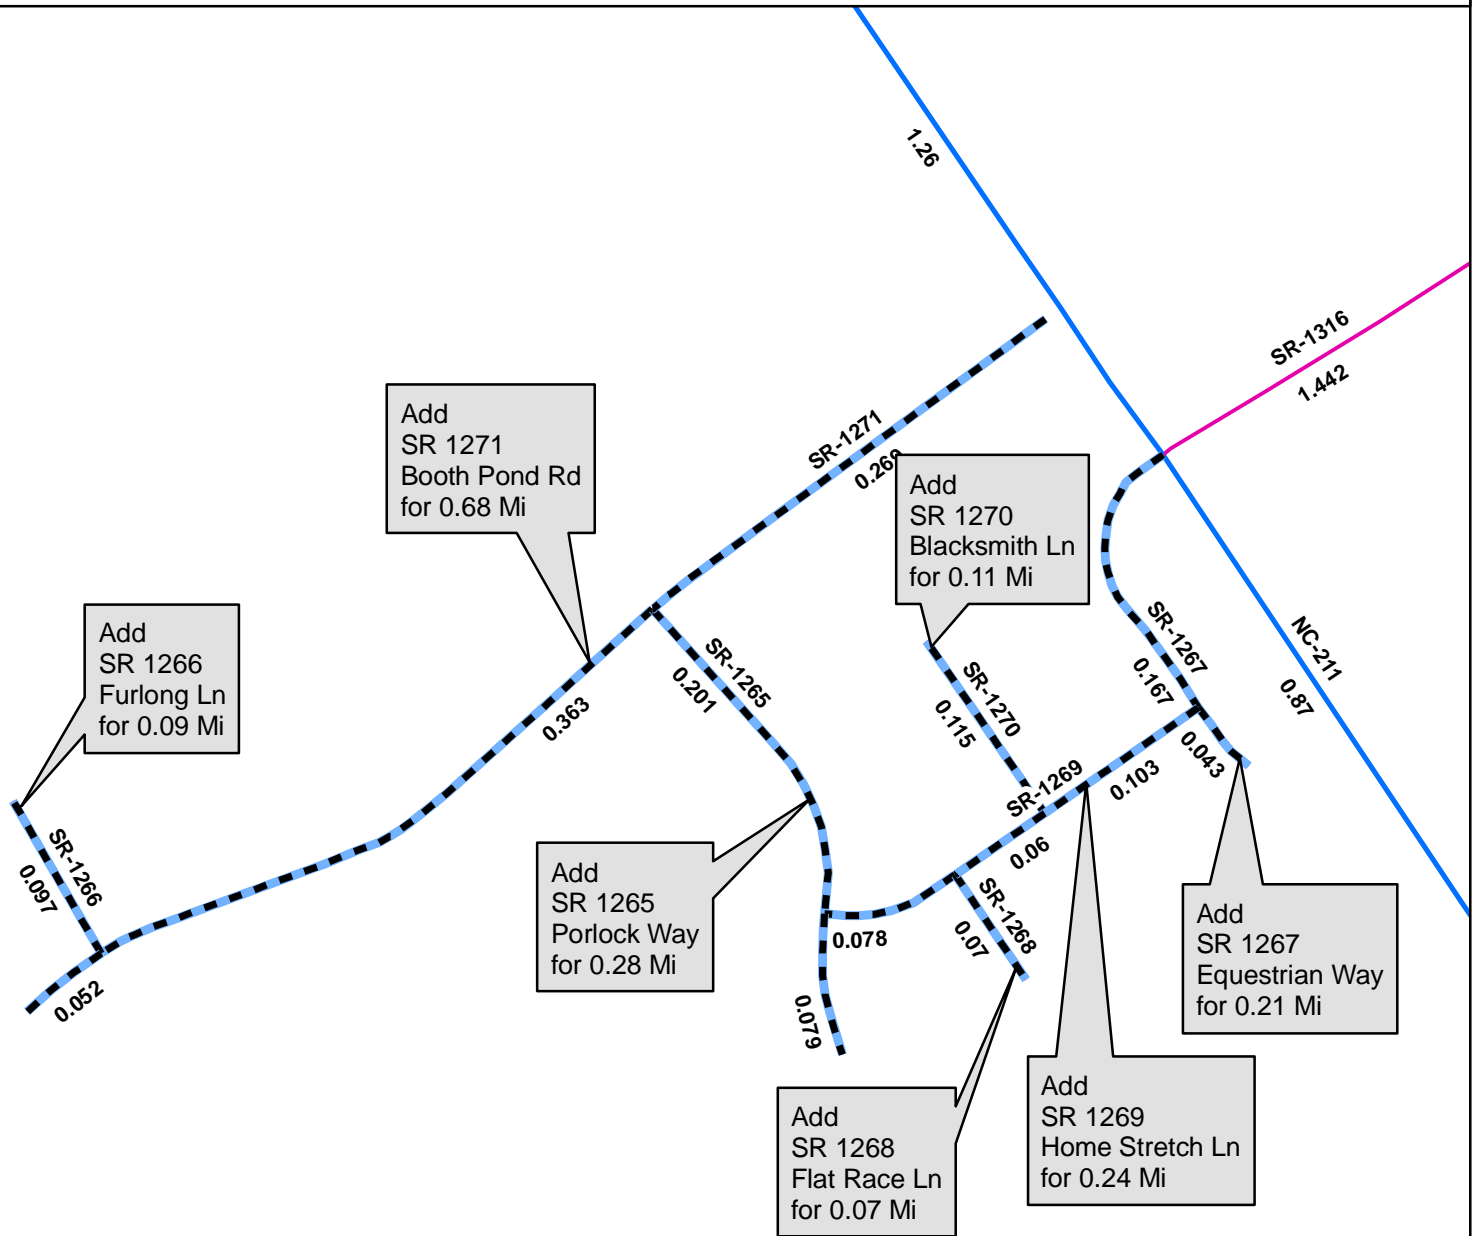 1.26
SR-1316
1.442
Add
SR 1271
Booth Pond Rd
for 0.68 Mi
SR-1271
Add
SR 1270
Blacksmith Ln
for 0.11 Mi
Add
SR 1266
Furlong Ln
for 0.09 Mi
SR-1265
0.201
0.363
SR-1270
0.115
SR-1267
0.167
NC-211
0.87
0.043
SR-1269
0.103
0.06
SR-1266
0.097
0.052
Add
SR 1265
Porlock Way
for 0.28 Mi
0.078
0.079
SR-1268
0.07
Add
SR 1267
Equestrian Way
for 0.21 Mi
Add
SR 1269
Home Stretch Ln
for 0.24 Mi
Add
SR 1268
Flat Race Ln
for 0.07 Mi